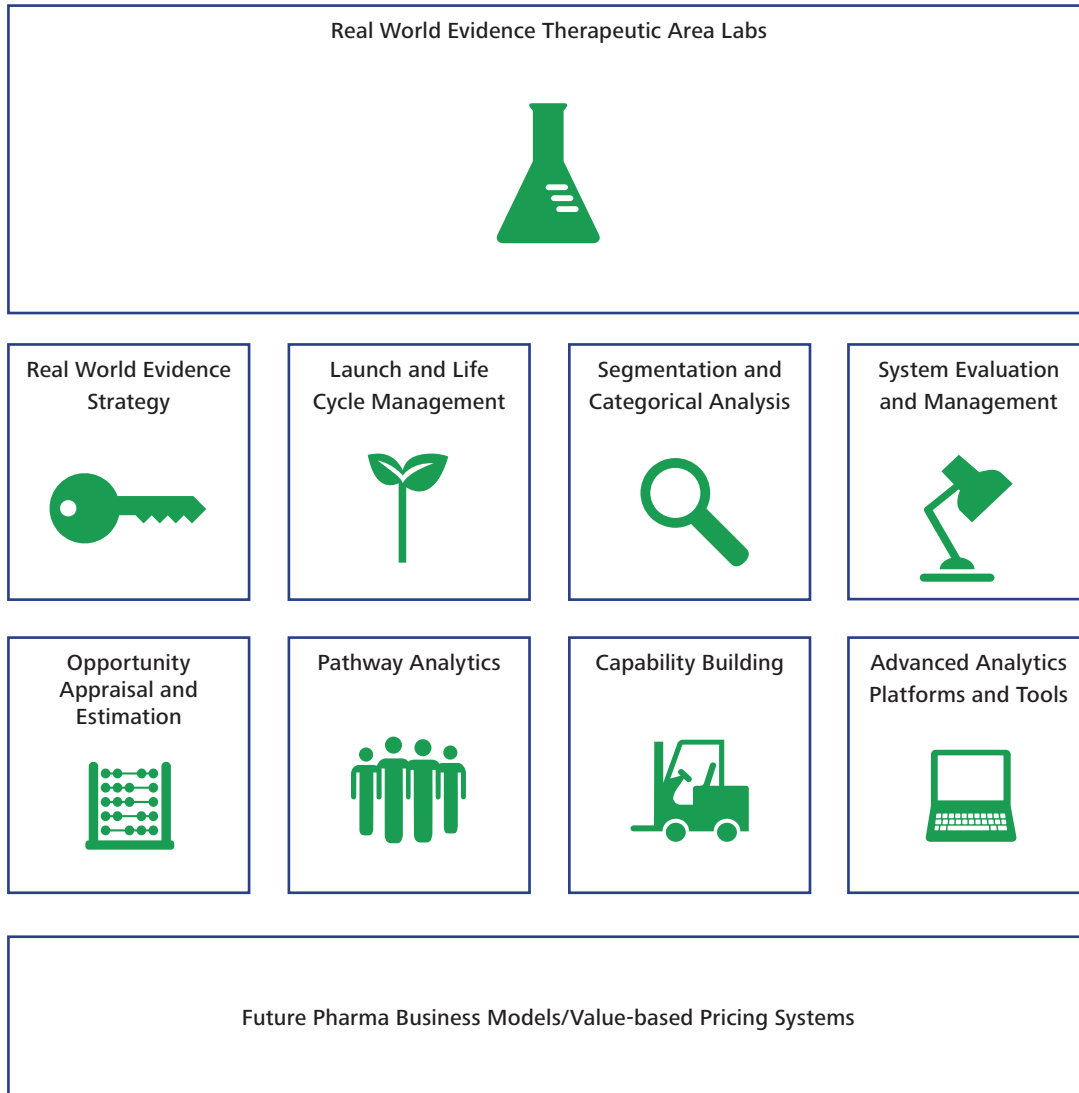 Real World Evidence Therapeutic Area Labs
Real World Evidence
Strategy
Launch and Life
Cycle Management
Segmentation and
Categorical Analysis
System Evaluation
and Management
Opportunity
Appraisal and
Estimation
Pathway Analytics
Capability Building
Advanced Analytics
Platforms and Tools
Future Pharma Business Models/Value-based Pricing Systems